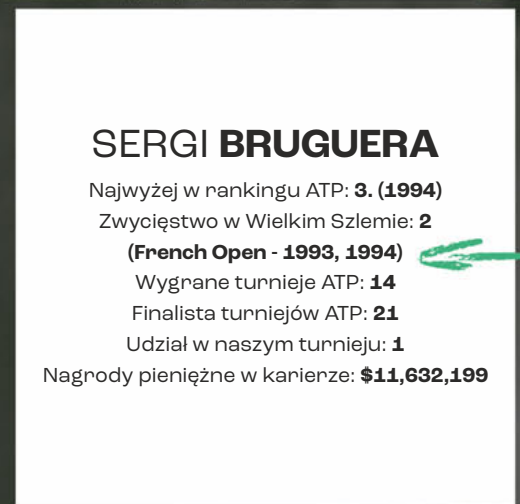 SERGI BRUGUERA
Najwyżej w rankingu ATP: 3. (1994)
Zwycięstwo w Wielkim Szlemie: 2
(French Open - 1993, 1994)
Wygrane turnieje ATP: 14
Finalista turniejów ATP: 21
Udział w naszym turnieju: 1
Nagrody pieniężne w karierze: $11,632,199